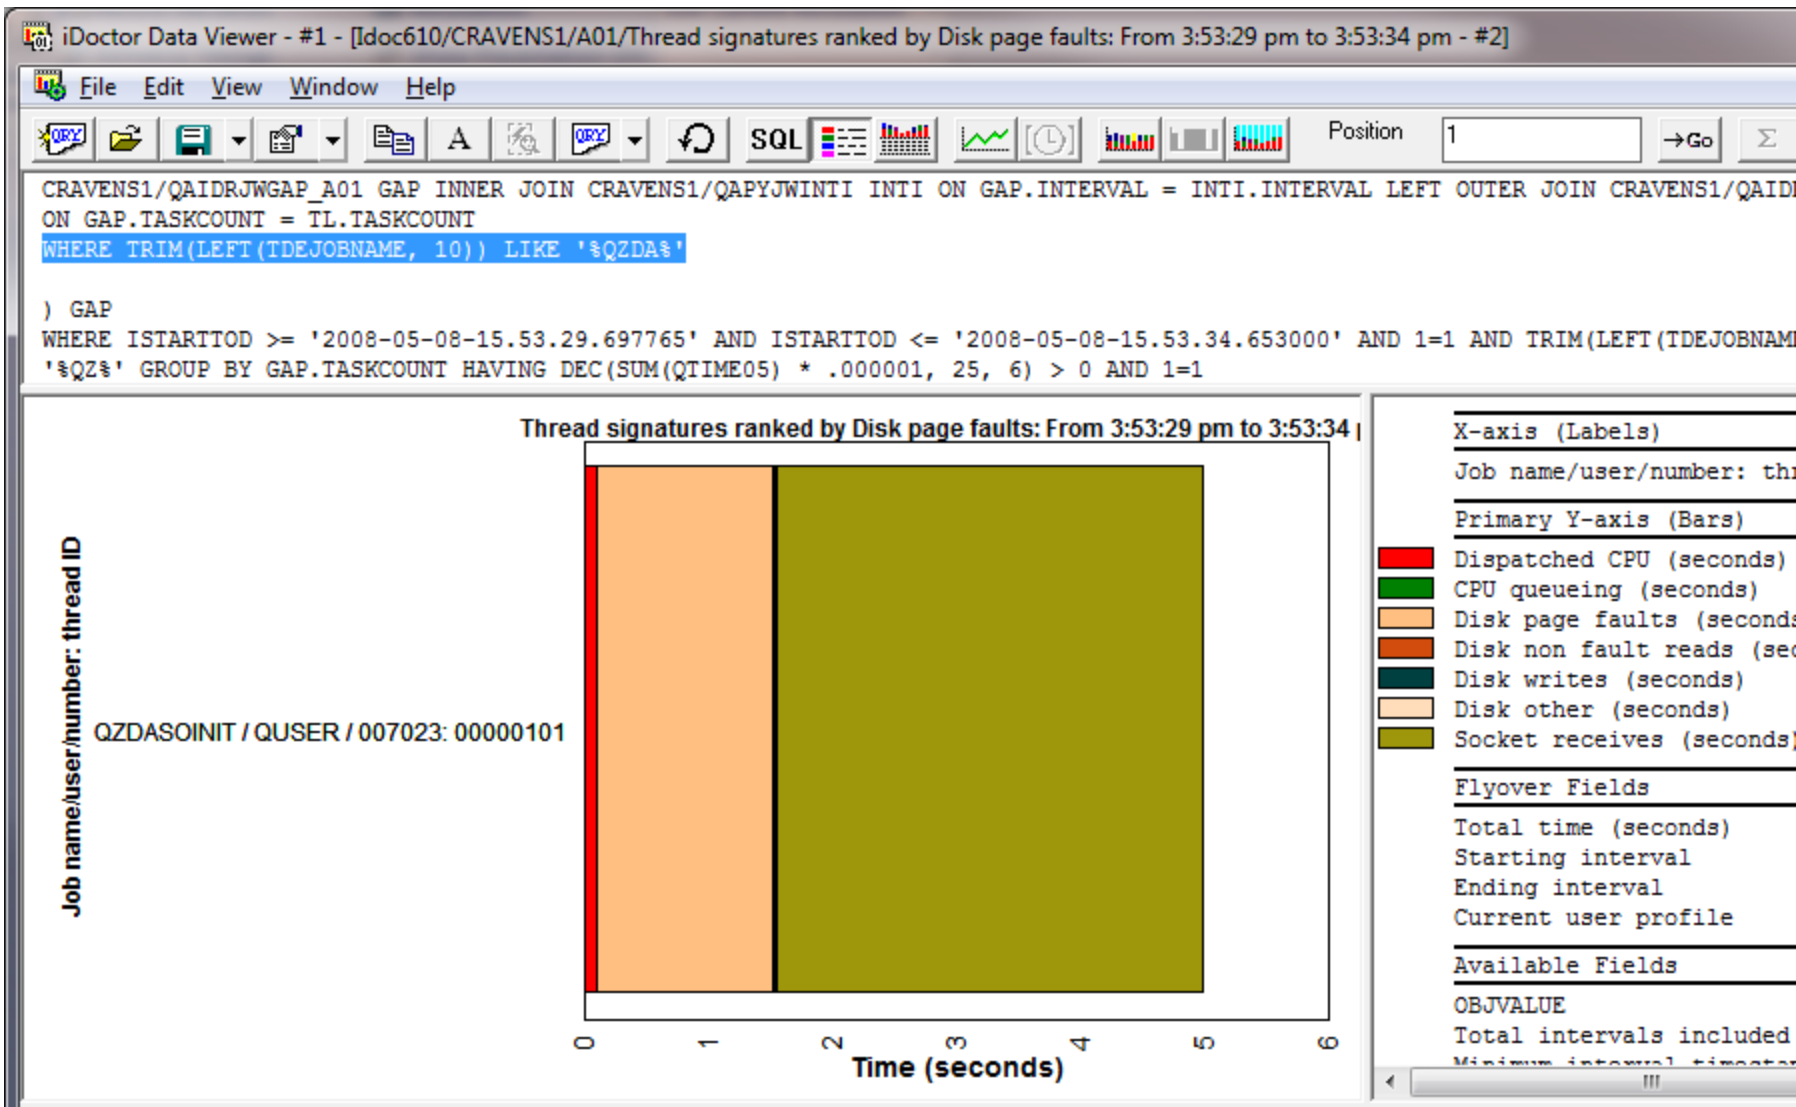 iDoctor Data Viewer - #1 - [Idoc610/CRAVENS1/A01/Thread signatures ranked by Disk page faults: From 3:53:29 pm to 3:53:34 pm - #2]
File Edit View Window Help
QRY A QRY SQL Position 1 →Go Σ
CRAVENS1/QAIDRJWGAP_A01 GAP INNER JOIN CRAVENS1/QAPYJWINTI INTI ON GAP.INTERVAL = INTI.INTERVAL LEFT OUTER JOIN CRAVENS1/QAID
ON GAP.TASKCOUNT = TL.TASKCOUNT
WHERE TRIM(LEFT(TDEJOBNAME, 10)) LIKE '%QZDA%'
) GAP
WHERE ISTARTTOD >= '2008-05-08-15.53.29.697765' AND ISTARTTOD <= '2008-05-08-15.53.34.653000' AND 1=1 AND TRIM(LEFT(TDEJOBNAM
'%QZ%' GROUP BY GAP.TASKCOUNT HAVING DEC(SUM(QTIME05) * .000001, 25, 6) > 0 AND 1=1
Thread signatures ranked by Disk page faults: From 3:53:29 pm to 3:53:34
Job name/user/number: thread ID
QZDASOINIT / QUSER / 007023: 00000101
0 1 2 3 4 5 6
Time (seconds)
X-axis (Labels)
Job name/user/number: th
Primary Y-axis (Bars)
Dispatched CPU (seconds)
CPU queueing (seconds)
Disk page faults (seconds
Disk non fault reads (sec
Disk writes (seconds)
Disk other (seconds)
Socket receives (seconds)
Flyover Fields
Total time (seconds)
Starting interval
Ending interval
Current user profile
Available Fields
OBJVALUE
Total intervals included
Minimum interval